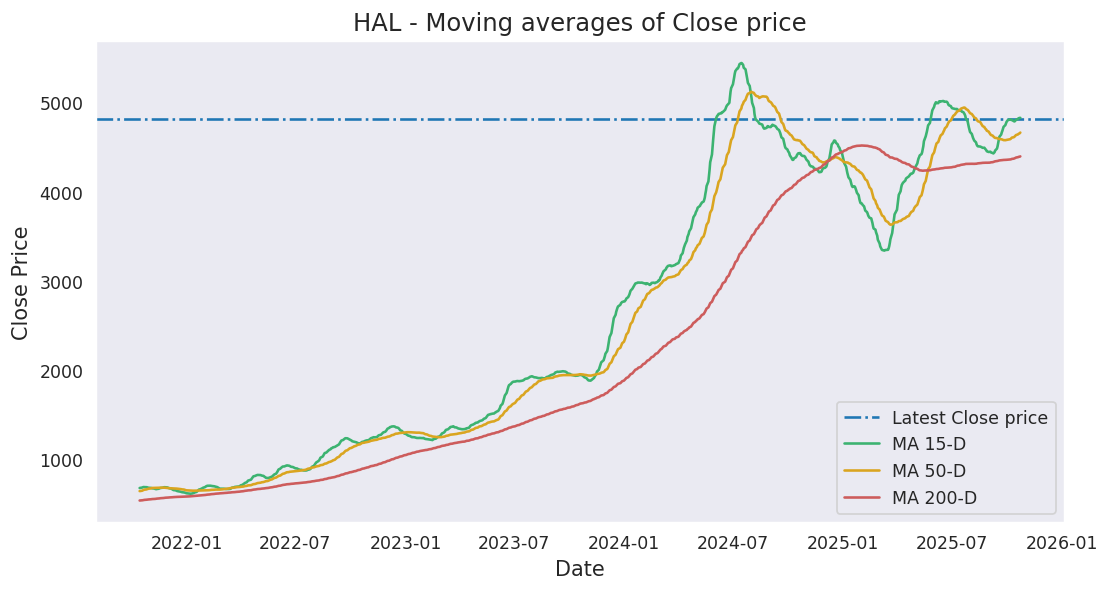 HAL - Moving averages of Close price
Close Price
5000
4000
3000
2000
1000
Latest Close price
MA 15-D
MA 50-D
MA 200-D
2022-01 2022-07 2023-01 2023-07 2024-01 2024-07 2025-01 2025-07 2026-01
Date